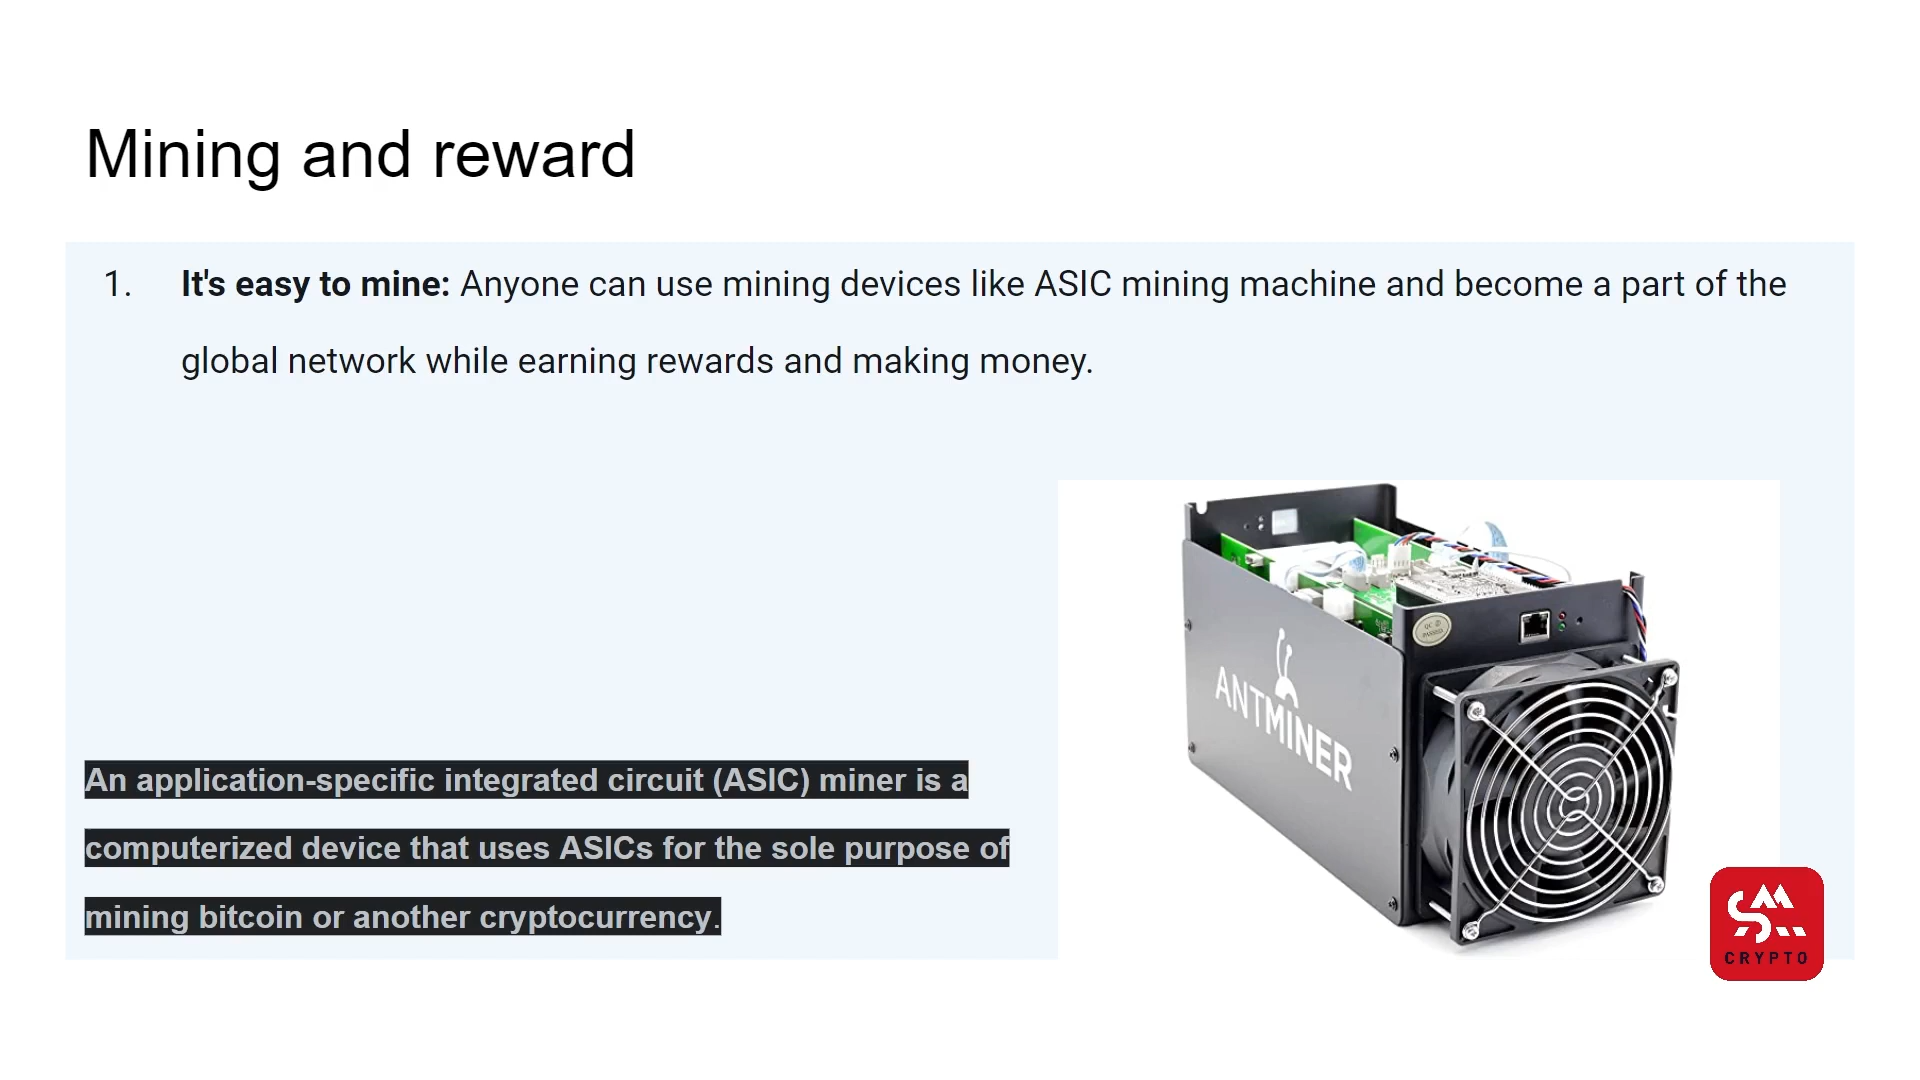 Mining and reward
1. It's easy to mine: Anyone can use mining devices like ASIC mining machine and become a part of the
global network while earning rewards and making money.
An application-specific integrated circuit (ASIC) miner is a
computerized device that uses ASICs for the sole purpose of
mining bitcoin or another cryptocurrency.
ANTMINER
SM
CRYPTO